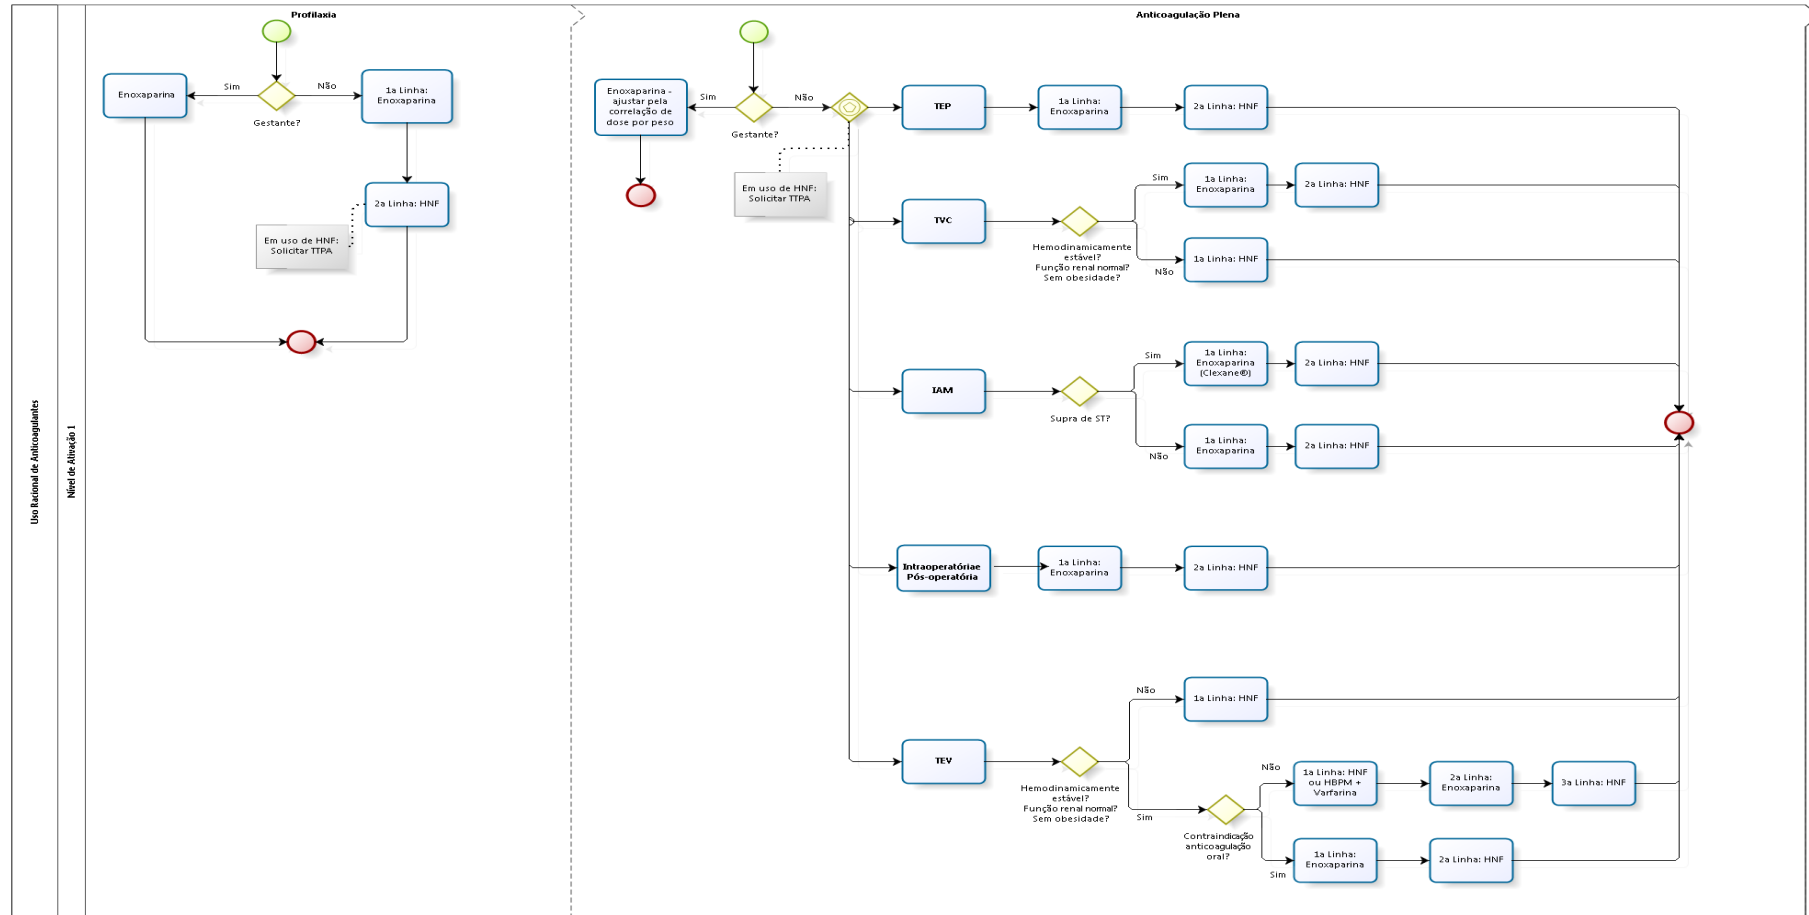 Uso Racional de Anticoagulantes
Nível de Ativação 1
Profilaxia
Enoxaparina
Sim
Gestante?
Não
1a Linha:
Enoxaparina
2a Linha: HNF
Em uso de HNF:
Solicitar TTPA
Anticoagulação Plena
Enoxaparina -
ajustar pela
correlação de
dose por peso
Sim
Gestante?
Não
Em uso de HNF:
Solicitar TTPA
TEP
1a Linha:
Enoxaparina
2a Linha: HNF
TVC
Hemodinamicamente
estável?
Função renal normal?
Sem obesidade?
Sim
1a Linha:
Enoxaparina
2a Linha: HNF
Não
1a Linha: HNF
IAM
Supra de ST?
Sim
1a Linha:
Enoxaparina
(Clexane®)
2a Linha: HNF
Não
1a Linha:
Enoxaparina
2a Linha: HNF
Intraoperatóriae
Pós-operatória
1a Linha:
Enoxaparina
2a Linha: HNF
TEV
Hemodinamicamente
estável?
Função renal normal?
Sem obesidade?
Não
1a Linha: HNF
Sim
Contraindicação
anticoagulação
oral?
Não
1a Linha: HNF
ou HBPM +
Varfarina
2a Linha:
Enoxaparina
3a Linha: HNF
Sim
1a Linha:
Enoxaparina
2a Linha: HNF